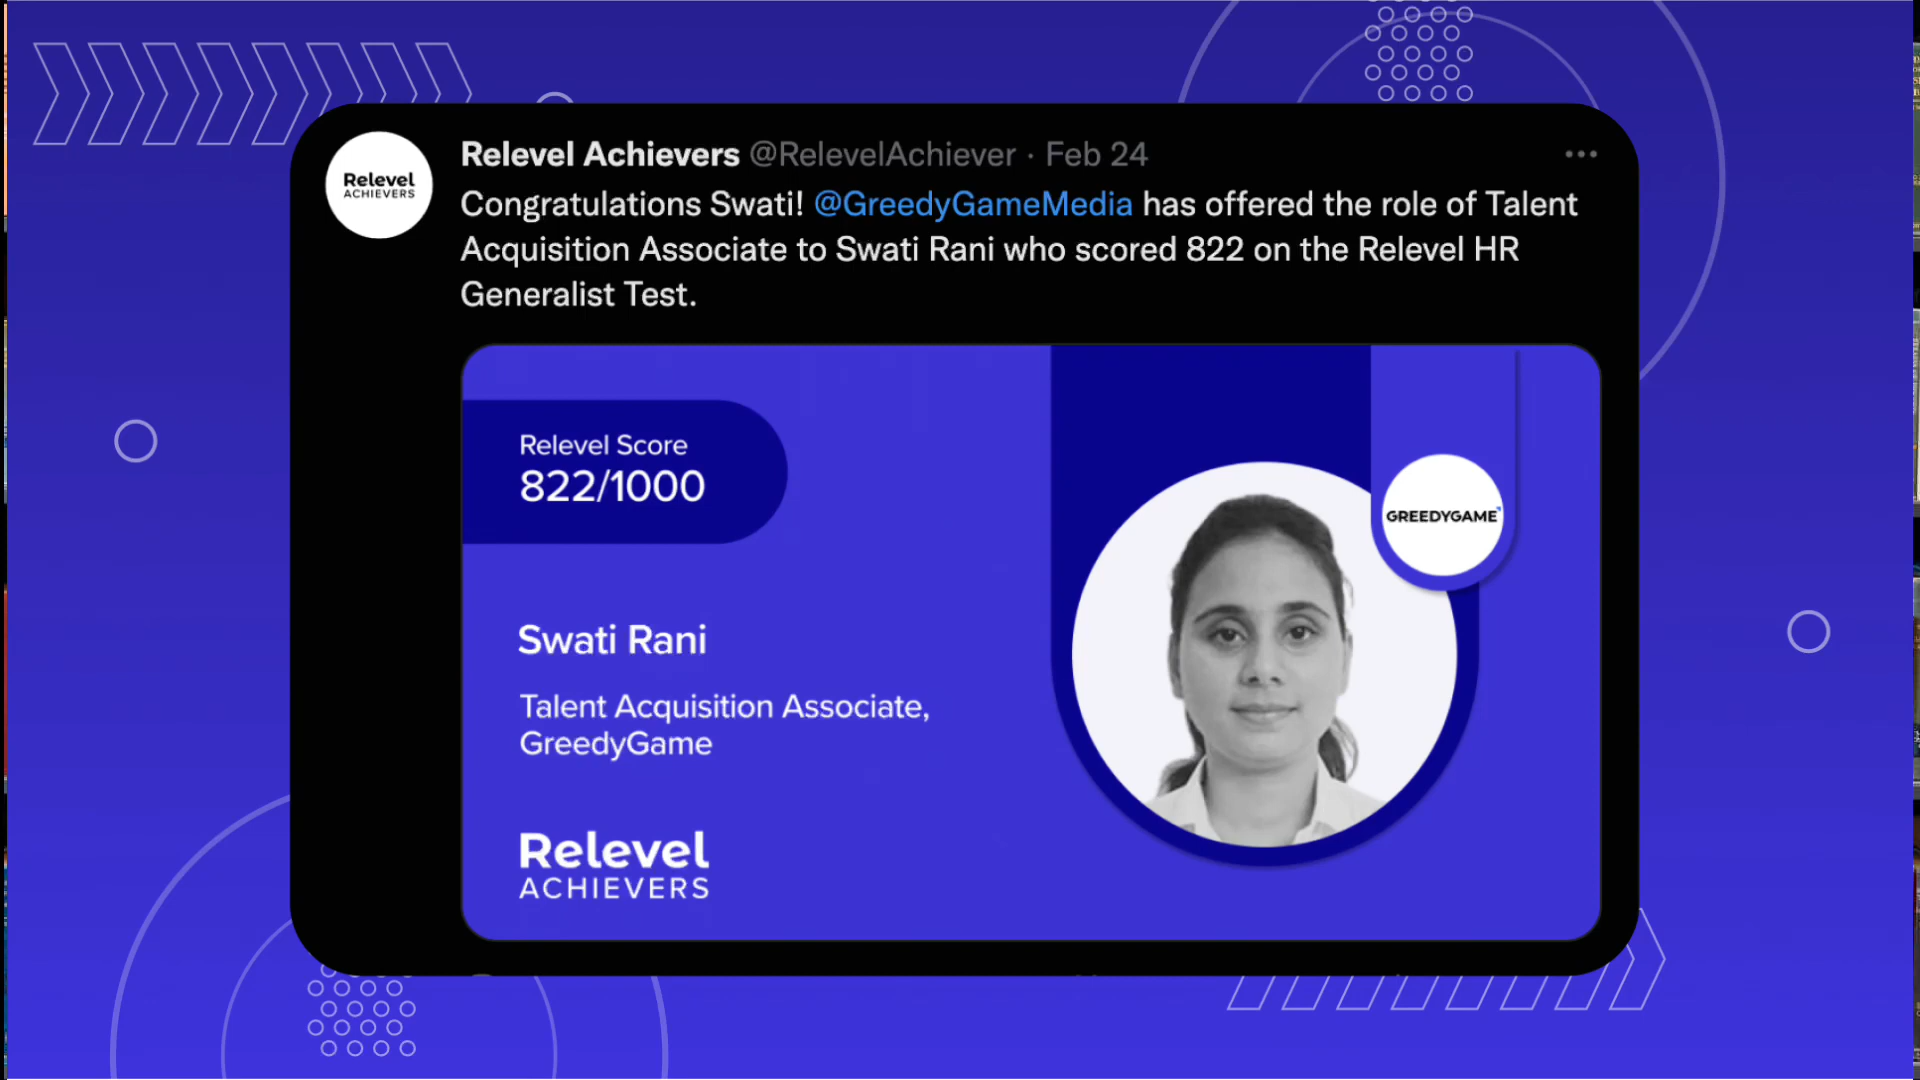 Relevel
ACHIEVERS
Relevel Achievers @RelevelAchiever · Feb 24
Congratulations Swati! @GreedyGameMedia has offered the role of Talent
Acquisition Associate to Swati Rani who scored 822 on the Relevel HR
Generalist Test.
Relevel Score
822/1000
GREEDYGAME
Swati Rani
Talent Acquisition Associate,
GreedyGame
Relevel
ACHIEVERS